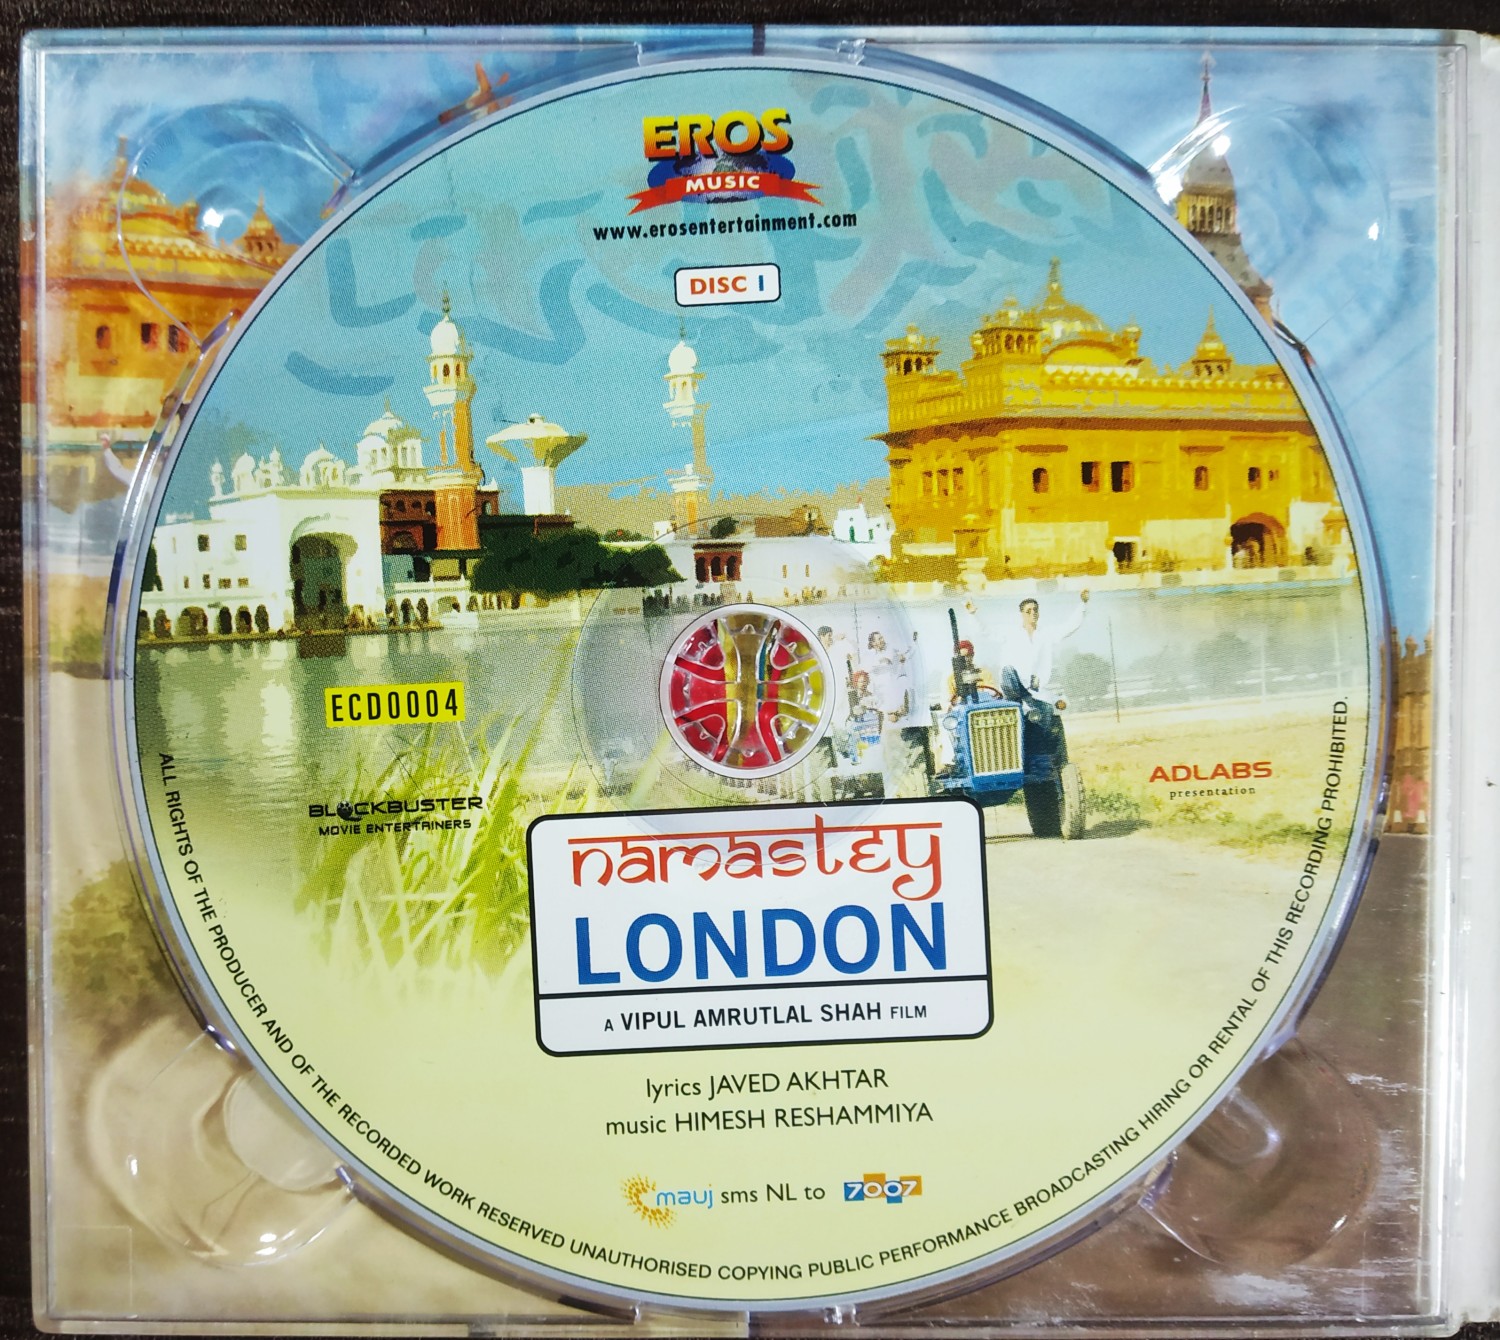 EROS
MUSIC
www.erosentertainment.com
DISC 1
ECD0004
BLOCKBUSTER
MOVIE ENTERTAINERS
ADLABS
presentation
namastey
LONDON
A VIPUL AMRUTLAL SHAH FILM
lyrics JAVED AKHTAR
music HIMESH RESHAMMIYA
mauj sms NL to 7007
ALL RIGHTS OF THE PRODUCER AND OF THE RECORDED WORK RESERVED UNAUTHORISED COPYING PUBLIC PERFORMANCE BROADCASTING HIRING OR RENTAL OF THIS RECORDING PROHIBITED.